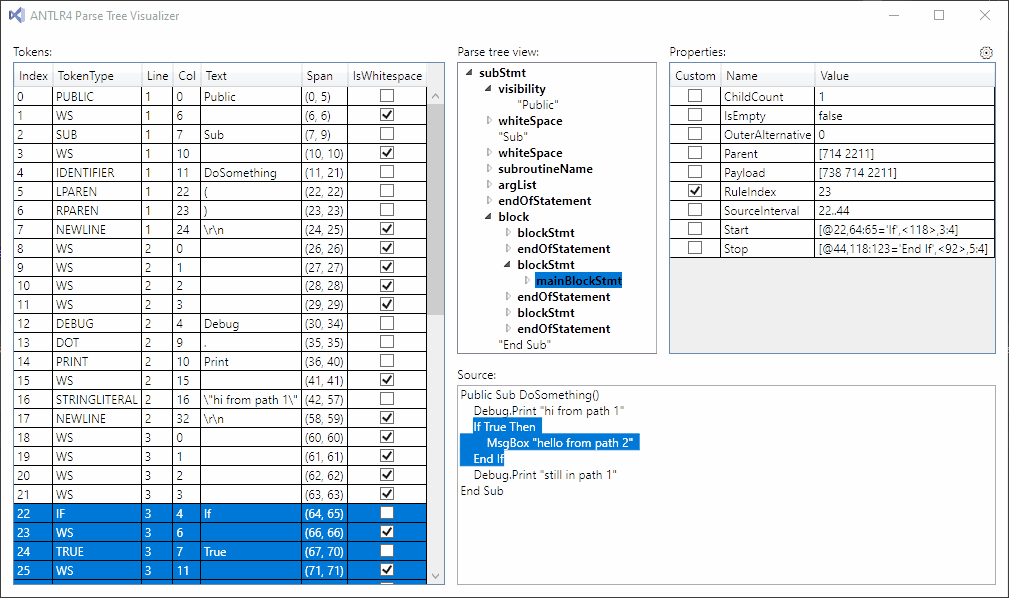 ANTLR4 Parse Tree Visualizer
Tokens:
Index TokenType Line Col Text Span IsWhitespace
0 PUBLIC 1 0 Public (0, 5)
1 WS 1 6 (6, 6)
2 SUB 1 7 Sub (7, 9)
3 WS 1 10 (10, 10)
4 IDENTIFIER 1 11 DoSomething (11, 21)
5 LPAREN 1 22 ( (22, 22)
6 RPAREN 1 23 ) (23, 23)
7 NEWLINE 1 24 \r\n (24, 25)
8 WS 2 0 (26, 26)
9 WS 2 1 (27, 27)
10 WS 2 2 (28, 28)
11 WS 2 3 (29, 29)
12 DEBUG 2 4 Debug (30, 34)
13 DOT 2 9 . (35, 35)
14 PRINT 2 10 Print (36, 40)
15 WS 2 15 (41, 41)
16 STRINGLITERAL 2 16 \"hi from path 1\" (42, 57)
17 NEWLINE 2 32 \r\n (58, 59)
18 WS 3 0 (60, 60)
19 WS 3 1 (61, 61)
20 WS 3 2 (62, 62)
21 WS 3 3 (63, 63)
22 IF 3 4 If (64, 65)
23 WS 3 6 (66, 66)
24 TRUE 3 7 True (67, 70)
25 WS 3 11 (71, 71)
Parse tree view:
subStmt
visibility
"Public"
whiteSpace
"Sub"
whiteSpace
subroutineName
argList
endOfStatement
block
blockStmt
endOfStatement
blockStmt
mainBlockStmt
endOfStatement
blockStmt
endOfStatement
"End Sub"
Properties:
Custom Name Value
ChildCount 1
IsEmpty false
OuterAlternative 0
Parent [714 2211]
Payload [738 714 2211]
RuleIndex 23
SourceInterval 22..44
Start [@22,64:65='If',<118>,3:4]
Stop [@44,118:123='End If',<92>,5:4]
Source:
Public Sub DoSomething()
Debug.Print "hi from path 1"
If True Then
MsgBox "hello from path 2"
End If
Debug.Print "still in path 1"
End Sub